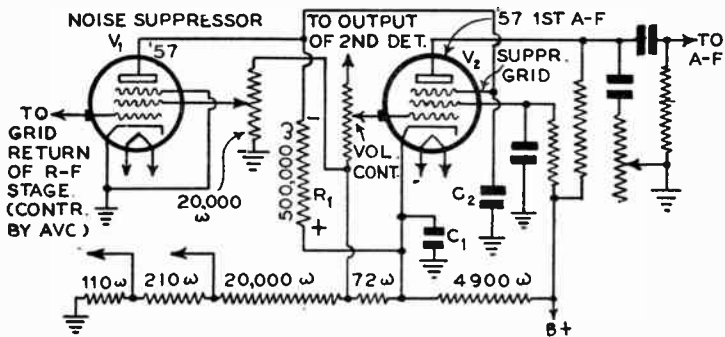 NOISE SUPPRESSOR
V1
'57
TO OUTPUT
OF 2ND DET.
'57 1ST A-F
V2
SUPPR.
GRID
TO
A-F
TO
GRID
RETURN
OF R-F
STAGE
(CONTR.
BY AVC)
20,000
ω
500,000 ω
−
R1
+
VOL.
CONT.
C2
C1
110 ω
210 ω
20,000 ω
72 ω
4900 ω
B+